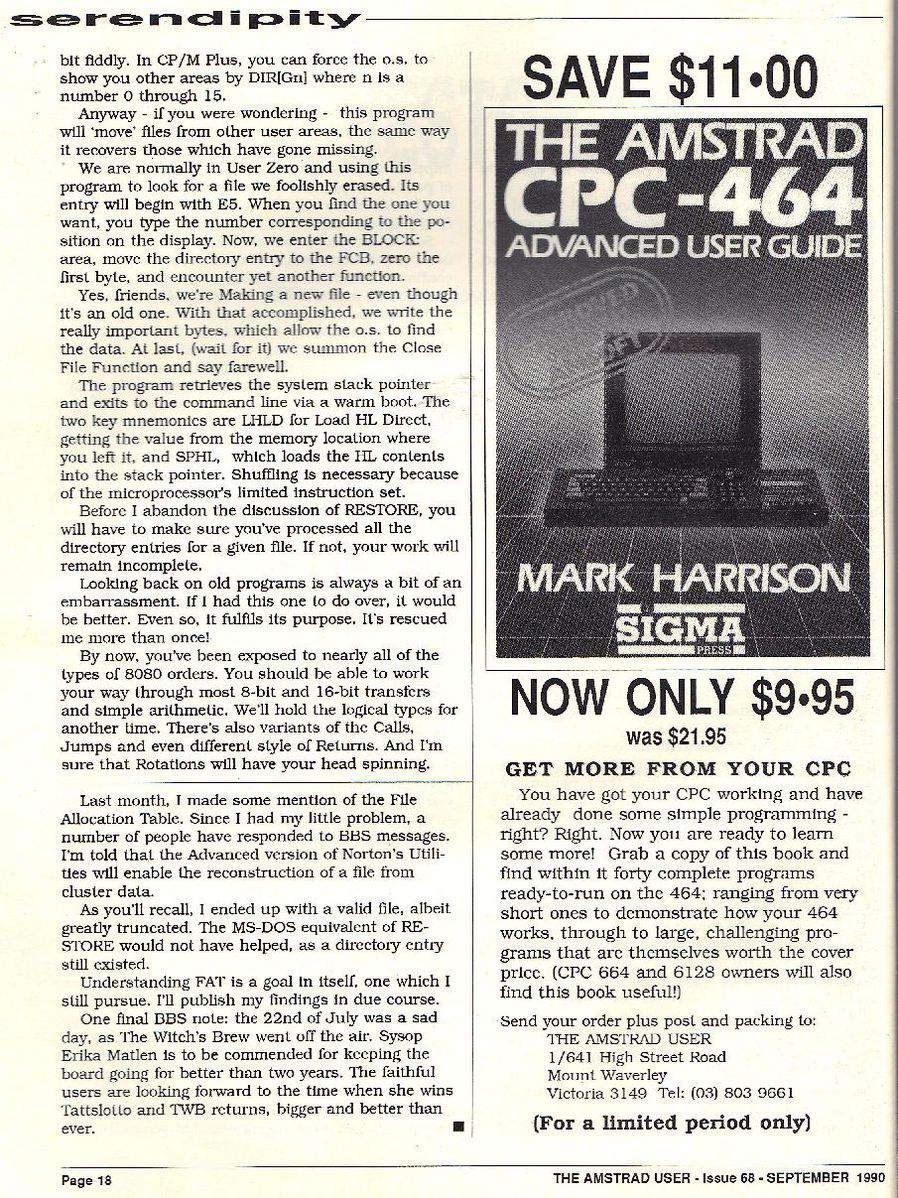 serendipity
bit fiddly. In CP/M Plus, you can force the o.s. to
show you other areas by DIR[Gn] where n is a
number 0 through 15.
Anyway - if you were wondering - this program
will 'move' files from other user areas, the same way
it recovers those which have gone missing.
We are normally in User Zero and using this
program to look for a file we foolishly erased. Its
entry will begin with E5. When you find the one you
want, you type the number corresponding to the po-
sition on the display. Now, we enter the BLOCK:
area, move the directory entry to the FCB, zero the
first byte, and encounter yet another function.
Yes, friends, we're Making a new file - even though
it's an old one. With that accomplished, we write the
really important bytes, which allow the o.s. to find
the data. At last, (wait for it) we summon the Close
File Function and say farewell.
The program retrieves the system stack pointer
and exits to the command line via a warm boot. The
two key mnemonics are LHLD for Load HL Direct,
getting the value from the memory location where
you left it, and SPHL, which loads the HL contents
into the stack pointer. Shuffling is necessary because
of the microprocessor's limited instruction set.
Before I abandon the discussion of RESTORE, you
will have to make sure you've processed all the
directory entries for a given file. If not, your work will
remain incomplete.
Looking back on old programs is always a bit of an
embarrassment. If I had this one to do over, it would
be better. Even so, it fulfils its purpose. It's rescued
me more than once!
By now, you've been exposed to nearly all of the
types of 8080 orders. You should be able to work
your way through most 8-bit and 16-bit transfers
and simple arithmetic. We'll hold the logical types for
another time. There's also variants of the Calls,
Jumps and even different style of Returns. And I'm
sure that Rotations will have your head spinning.
Last month, I made some mention of the File
Allocation Table. Since I had my little problem, a
number of people have responded to BBS messages.
I'm told that the Advanced version of Norton's Utili-
ties will enable the reconstruction of a file from
cluster data.
As you'll recall, I ended up with a valid file, albeit
greatly truncated. The MS-DOS equivalent of RE-
STORE would not have helped, as a directory entry
still existed.
Understanding FAT is a goal in itself, one which I
still pursue. I'll publish my findings in due course.
One final BBS note: the 22nd of July was a sad
day, as The Witch's Brew went off the air. Sysop
Erika Matlen is to be commended for keeping the
board going for better than two years. The faithful
users are looking forward to the time when she wins
Tattslotto and TWB returns, bigger and better than
ever.
SAVE $11•00
THE AMSTRAD
CPC-464
ADVANCED USER GUIDE
MARK HARRISON
SIGMA
PRESS
NOW ONLY $9•95
was $21.95
GET MORE FROM YOUR CPC
You have got your CPC working and have
already done some simple programming -
right? Right. Now you are ready to learn
some more! Grab a copy of this book and
find within it forty complete programs
ready-to-run on the 464; ranging from very
short ones to demonstrate how your 464
works, through to large, challenging pro-
grams that are themselves worth the cover
price. (CPC 664 and 6128 owners will also
find this book useful!)
Send your order plus post and packing to:
THE AMSTRAD USER
1/641 High Street Road
Mount Waverley
Victoria 3149 Tel: (03) 803 9661
(For a limited period only)
Page 18
THE AMSTRAD USER - Issue 68 - SEPTEMBER 1990